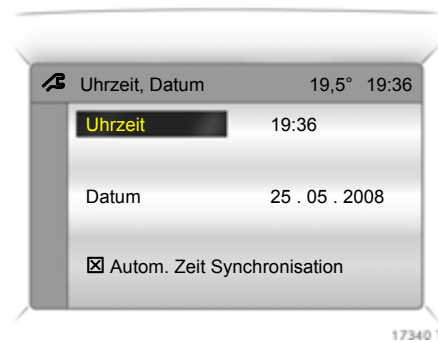 Uhrzeit, Datum 19,5° 19:36
Uhrzeit 19:36
Datum 25 . 05 . 2008
☒ Autom. Zeit Synchronisation
17340 T